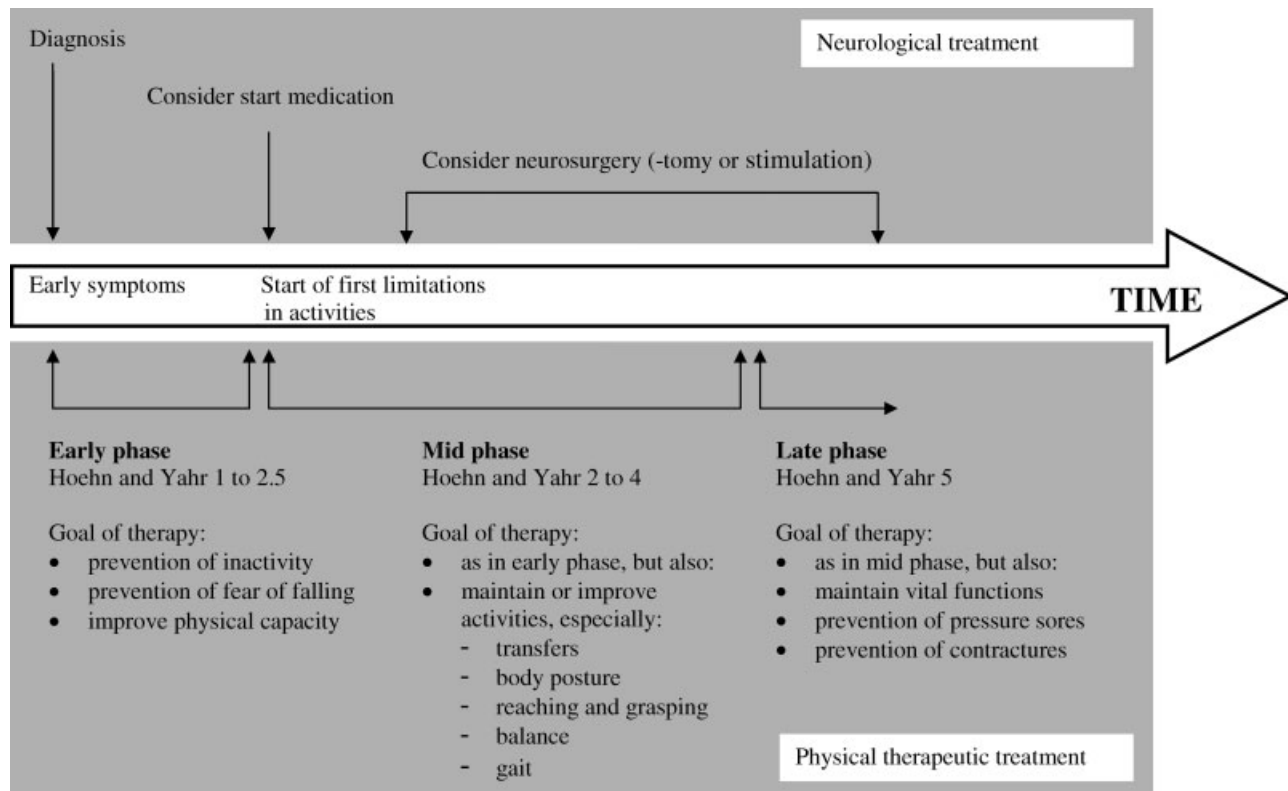 Diagnosis
Neurological treatment
Consider start medication
Consider neurosurgery (-tomy or stimulation)
Early symptoms
Start of first limitations
in activities
TIME
Early phase
Hoehn and Yahr 1 to 2.5
Goal of therapy:
• prevention of inactivity
• prevention of fear of falling
• improve physical capacity
Mid phase
Hoehn and Yahr 2 to 4
Goal of therapy:
• as in early phase, but also:
• maintain or improve
activities, especially:
- transfers
- body posture
- reaching and grasping
- balance
- gait
Late phase
Hoehn and Yahr 5
Goal of therapy:
• as in mid phase, but also:
• maintain vital functions
• prevention of pressure sores
• prevention of contractures
Physical therapeutic treatment